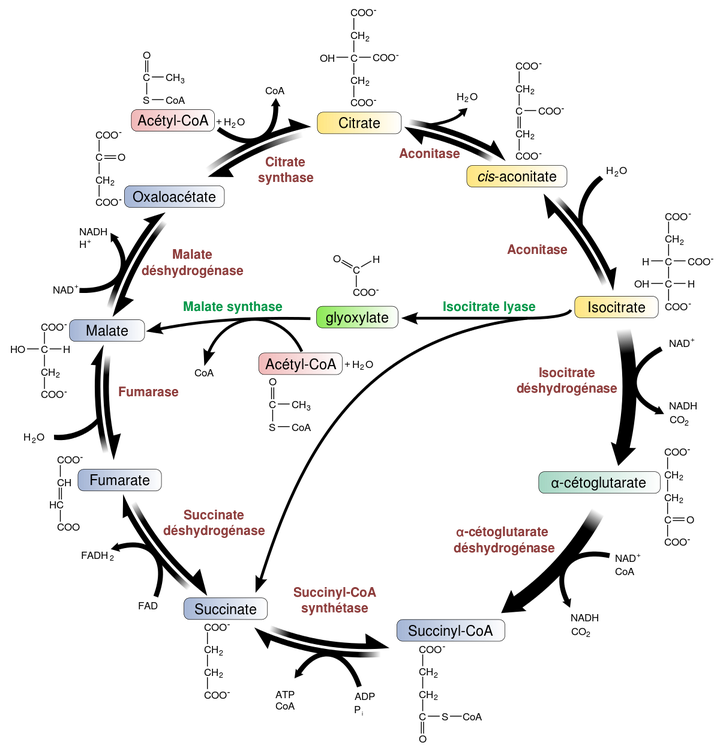 COO⁻
CH₂
OH C COO⁻
CH₂
COO⁻
Citrate
O
C CH₃
S CoA
Acétyl-CoA + H₂O
CoA
Citrate
synthase
H₂O
Aconitase
COO⁻
CH₂
C COO⁻
CH₂
COO⁻
cis-aconitate
H₂O
Aconitase
COO⁻
CH₂
H C COO⁻
OH C H
COO⁻
Isocitrate
COO⁻
C O
CH₂
COO⁻
Oxaloacétate
NADH
H⁺
NAD⁺
Malate
déshydrogénase
O H
C
COO⁻
glyoxylate
Malate synthase
Isocitrate lyase
CoA
Acétyl-CoA + H₂O
O
C CH₃
S CoA
COO⁻
HO C H
CH₂
COO⁻
Malate
Fumarase
H₂O
Isocitrate
déshydrogénase
NAD⁺
NADH
CO₂
COO⁻
CH
HC
COO
Fumarate
α-cétoglutarate
COO⁻
CH₂
CH₂
C O
COO⁻
Succinate
déshydrogénase
FADH₂
FAD
α-cétoglutarate
déshydrogénase
NAD⁺
CoA
NADH
CO₂
Succinate
COO⁻
CH₂
CH₂
COO⁻
Succinyl-CoA
synthétase
ATP
CoA
ADP
Pᵢ
Succinyl-CoA
COO⁻
CH₂
CH₂
C S CoA
O